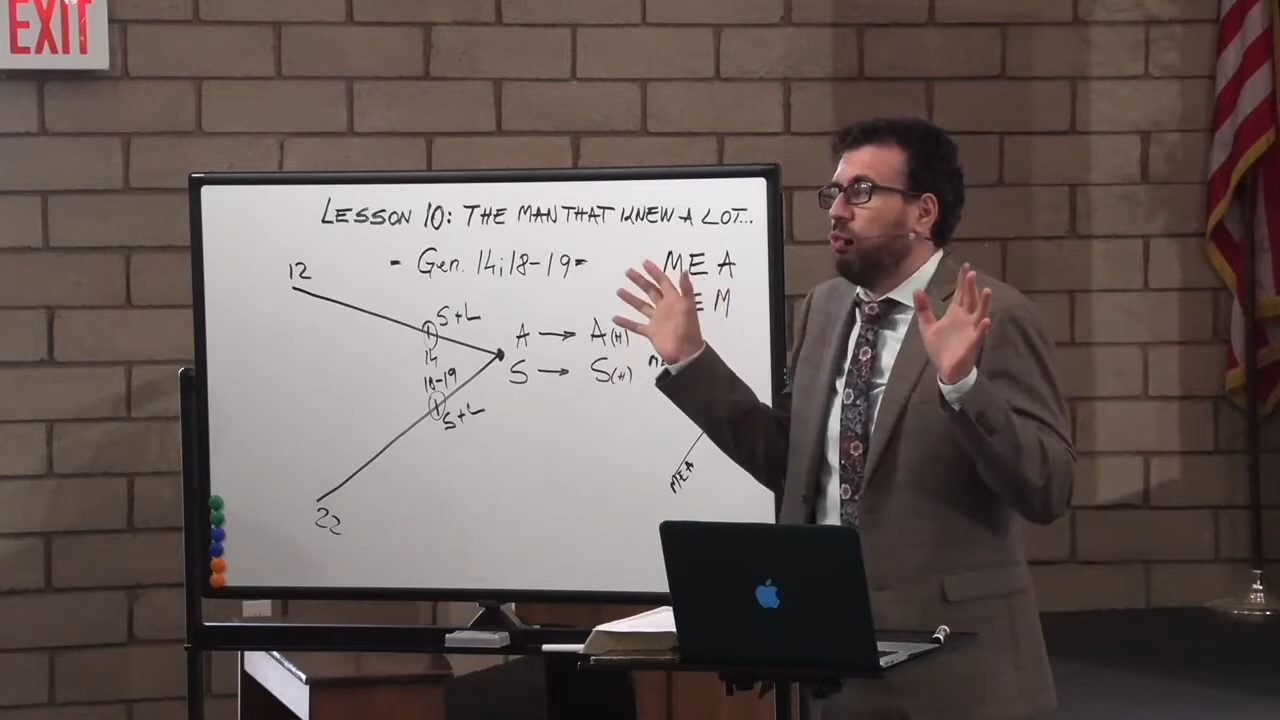 EXIT
LESSON 10: THE MAN THAT KNEW A LOT...
- Gen. 14; 18-19 -
MEA
EM
12
S+L
14
18-19
S+L
22
A → A(H)
S → S(H)
MEA